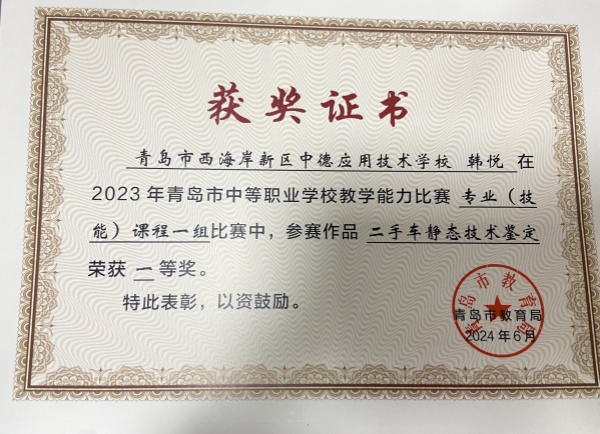 获奖证书
青岛市西海岸新区中德应用技术学校 韩悦 在
2023年青岛市中等职业学校教学能力比赛 专业（技
能）课程一组比赛中，参赛作品 二手车静态技术鉴定
荣获 一 等奖。
特此表彰，以资鼓励。
青岛市教育局
青岛市教育局
2024年6月